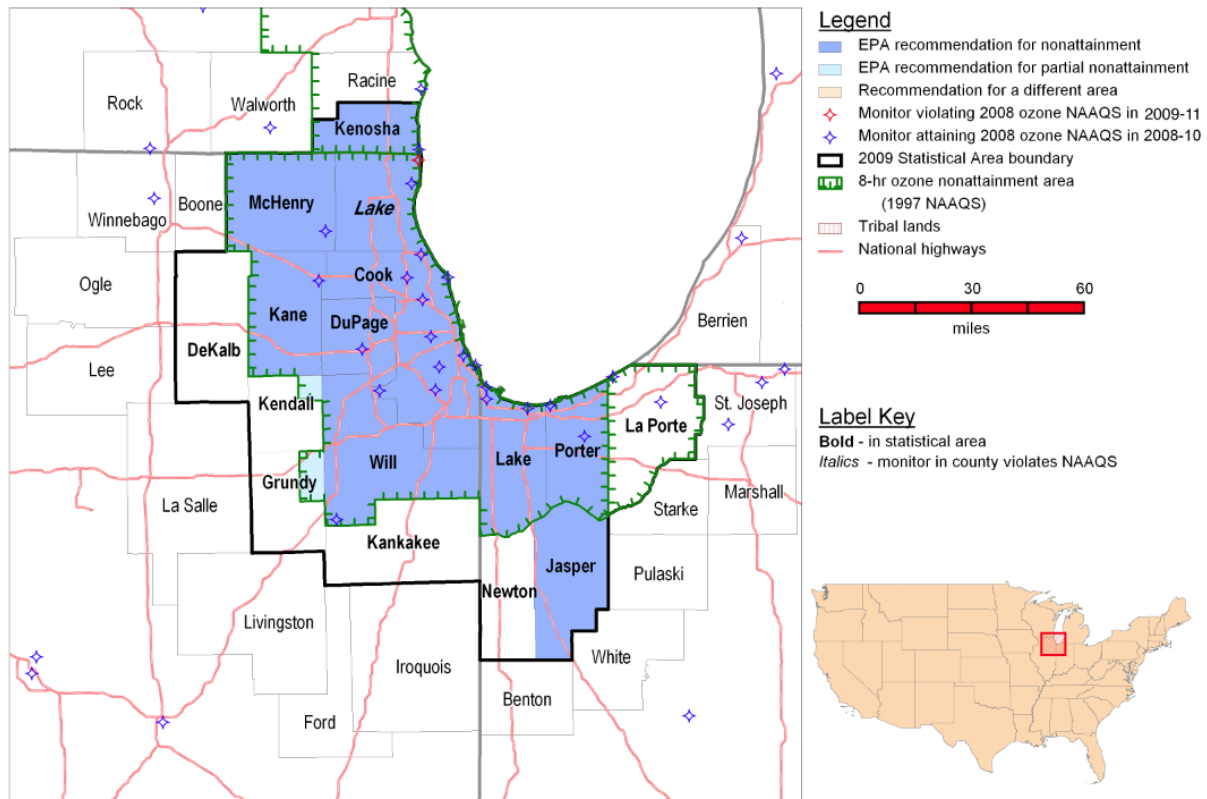 Racine
Rock
Walworth
Kenosha
Boone
McHenry
Lake
Winnebago
Ogle
Cook
Kane
DuPage
Berrien
DeKalb
Lee
Kendall
La Porte
St. Joseph
Will
Lake
Porter
Grundy
La Salle
Marshall
Starke
Kankakee
Jasper
Newton
Pulaski
Livingston
White
Iroquois
Benton
Ford
Legend
EPA recommendation for nonattainment
EPA recommendation for partial nonattainment
Recommendation for a different area
Monitor violating 2008 ozone NAAQS in 2009-11
Monitor attaining 2008 ozone NAAQS in 2008-10
2009 Statistical Area boundary
8-hr ozone nonattainment area
(1997 NAAQS)
Tribal lands
National highways
0 30 60
miles
Label Key
Bold - in statistical area
Italics - monitor in county violates NAAQS